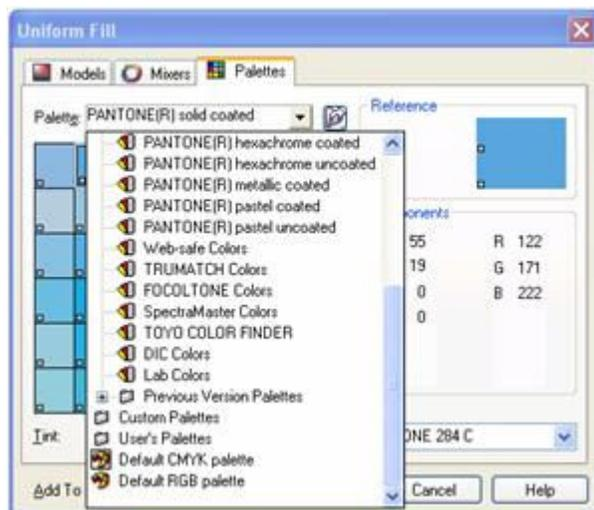 Uniform Fill
Models Mixers Palettes
Palette: PANTONE(R) solid coated
Reference
PANTONE(R) hexachrome coated
PANTONE(R) hexachrome uncoated
PANTONE(R) metallic coated
PANTONE(R) pastel coated
PANTONE(R) pastel uncoated
Web-safe Colors
TRUMATCH Colors
FOCOLTONE Colors
SpectraMaster Colors
TOYO COLOR FINDER
DIC Colors
Lab Colors
Previous Version Palettes
Custom Palettes
User's Palettes
Default CMYK palette
Default RGB palette
onents
55 R 122
19 G 171
0 B 222
0
Tint
ONE 284 C
Add To
Cancel Help